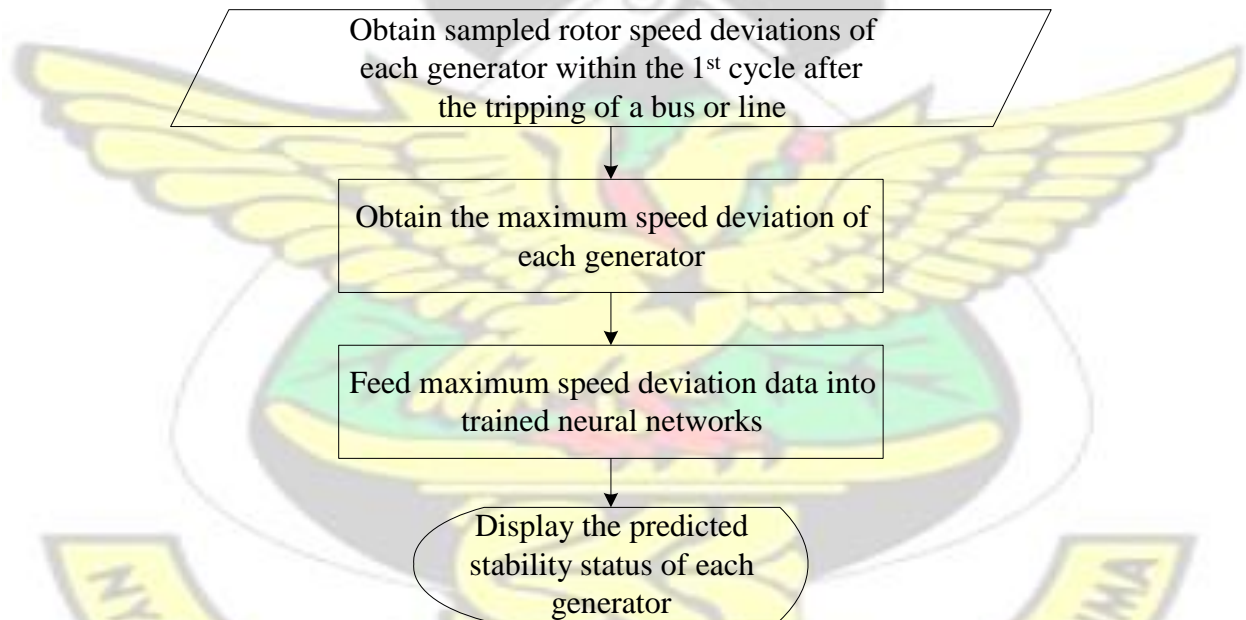 Obtain sampled rotor speed deviations of
each generator within the 1st cycle after
the tripping of a bus or line
Obtain the maximum speed deviation of
each generator
Feed maximum speed deviation data into
trained neural networks
Display the predicted
stability status of each
generator
NY
IMA